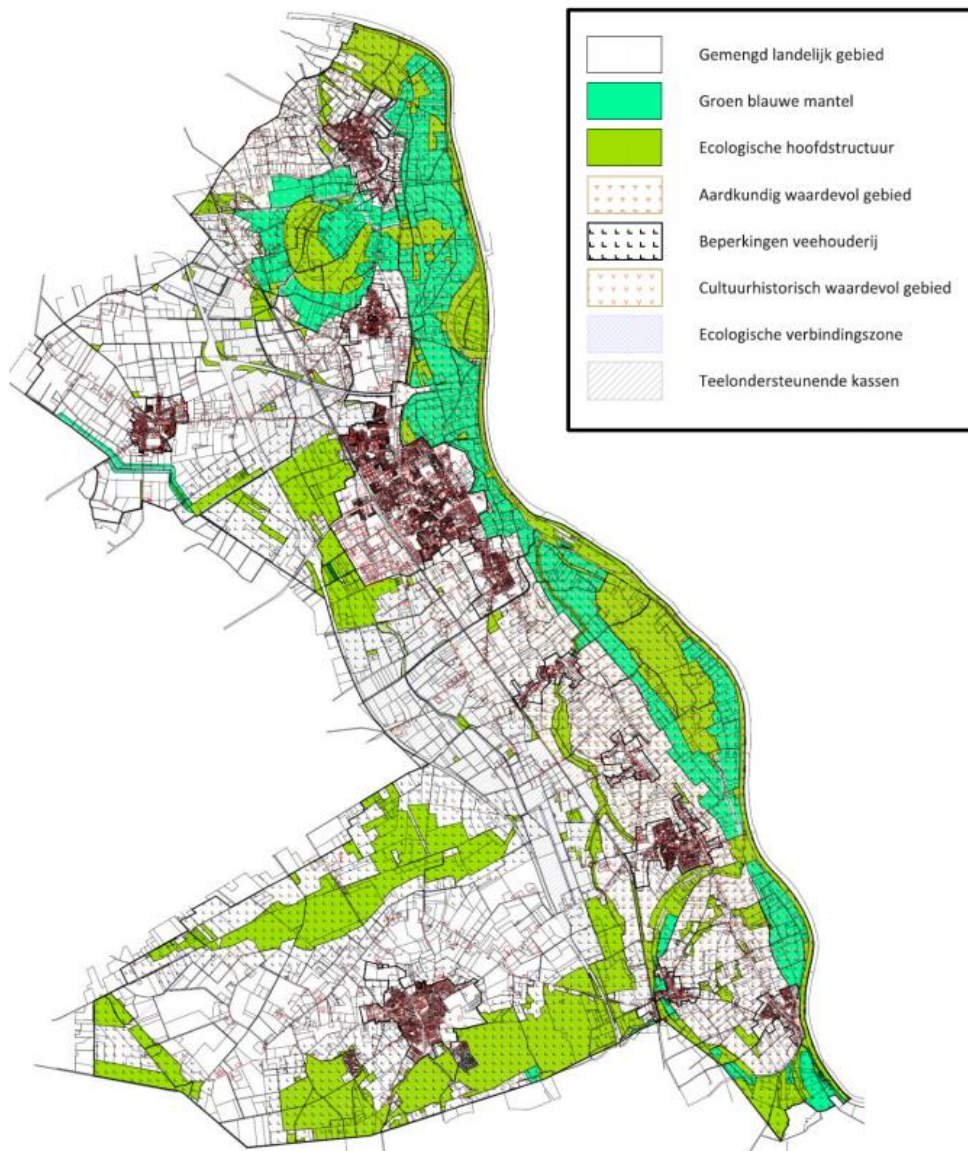 Gemengd landelijk gebied
Groen blauwe mantel
Ecologische hoofdstructuur
Aardkundig waardevol gebied
Beperkingen veehouderij
Cultuurhistorisch waardevol gebied
Ecologische verbindingszone
Teelondersteunende kassen